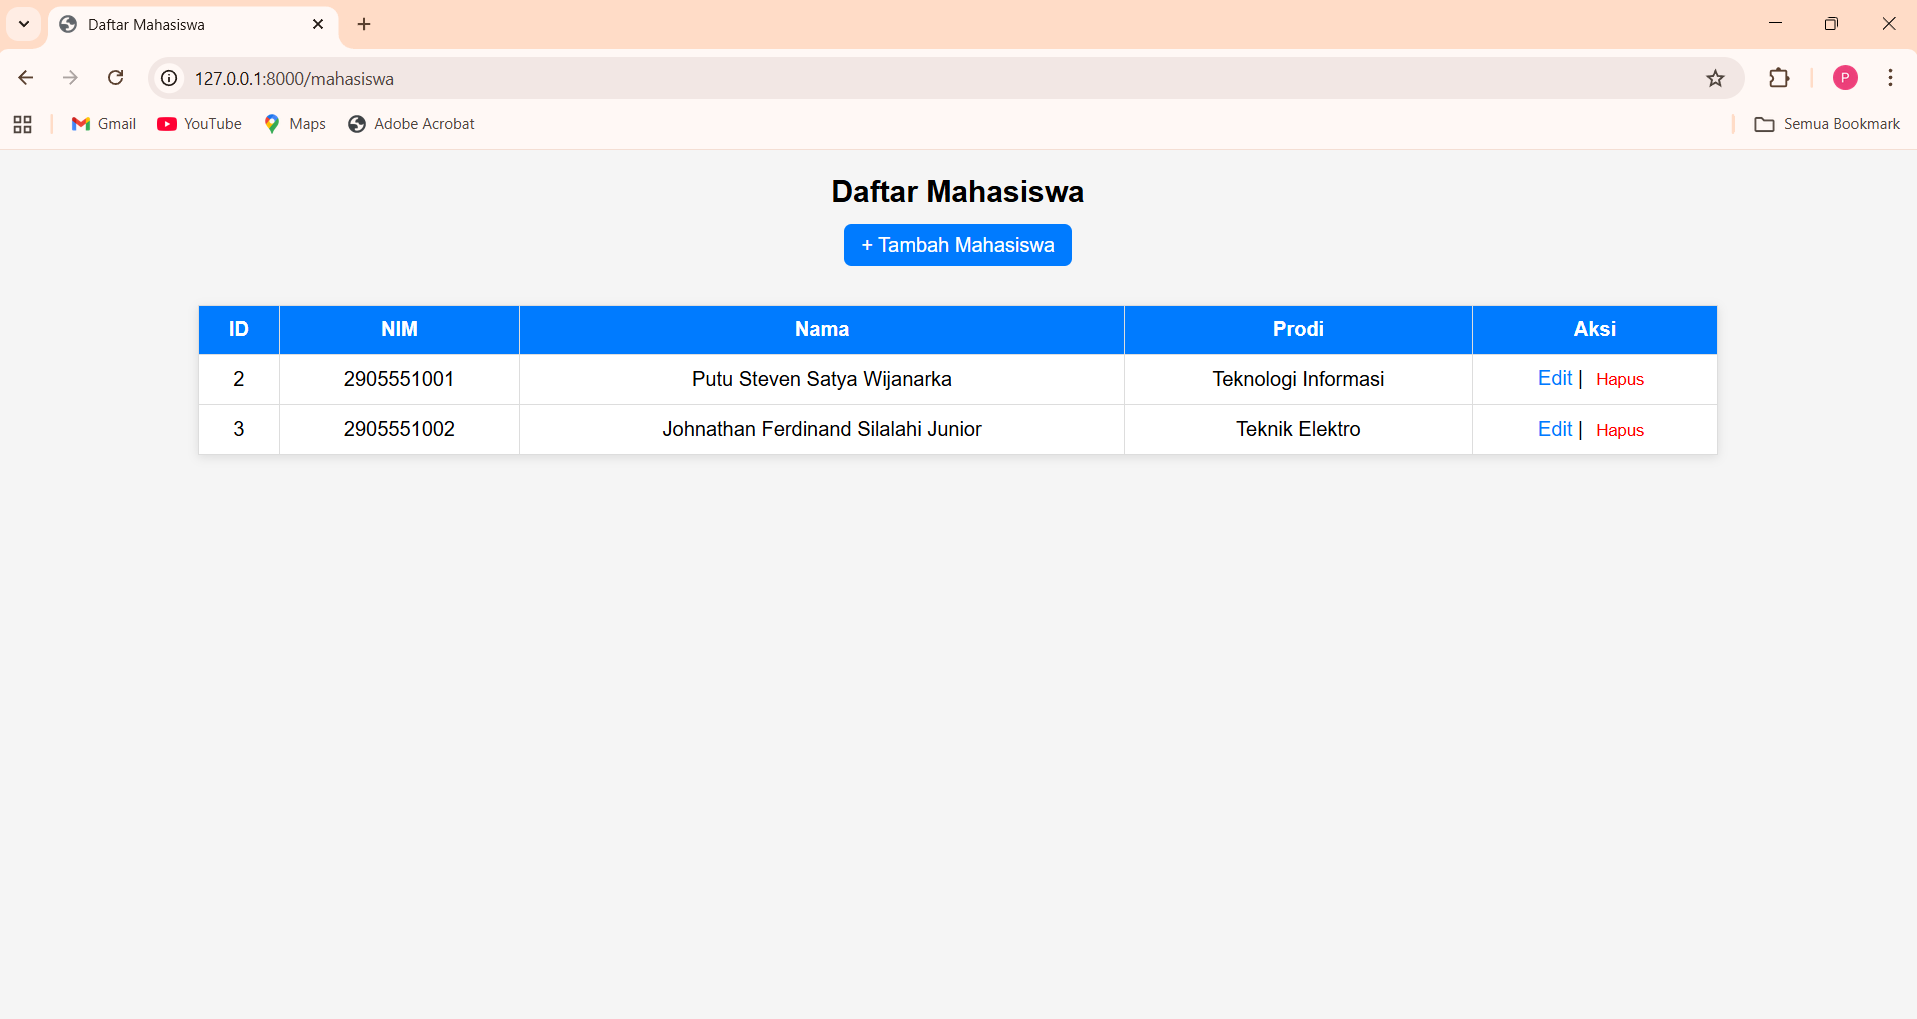 Daftar Mahasiswa
127.0.0.1:8000/mahasiswa
P
Gmail YouTube Maps Adobe Acrobat Semua Bookmark
Daftar Mahasiswa
+ Tambah Mahasiswa
ID NIM Nama Prodi Aksi
2 2905551001 Putu Steven Satya Wijanarka Teknologi Informasi Edit | Hapus
3 2905551002 Johnathan Ferdinand Silalahi Junior Teknik Elektro Edit | Hapus